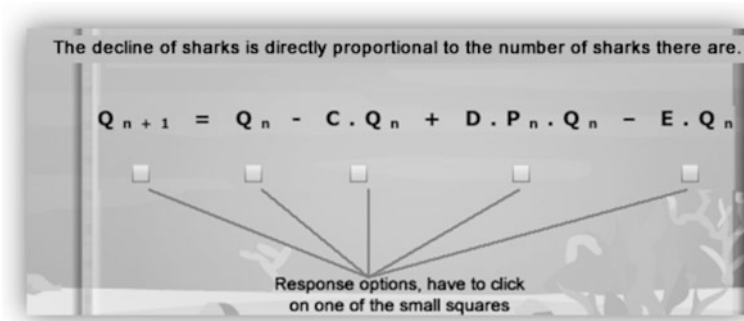 The decline of sharks is directly proportional to the number of sharks there are.
Q n + 1 = Q n - C . Q n + D . P n . Q n - E . Q n
Response options, have to click
on one of the small squares